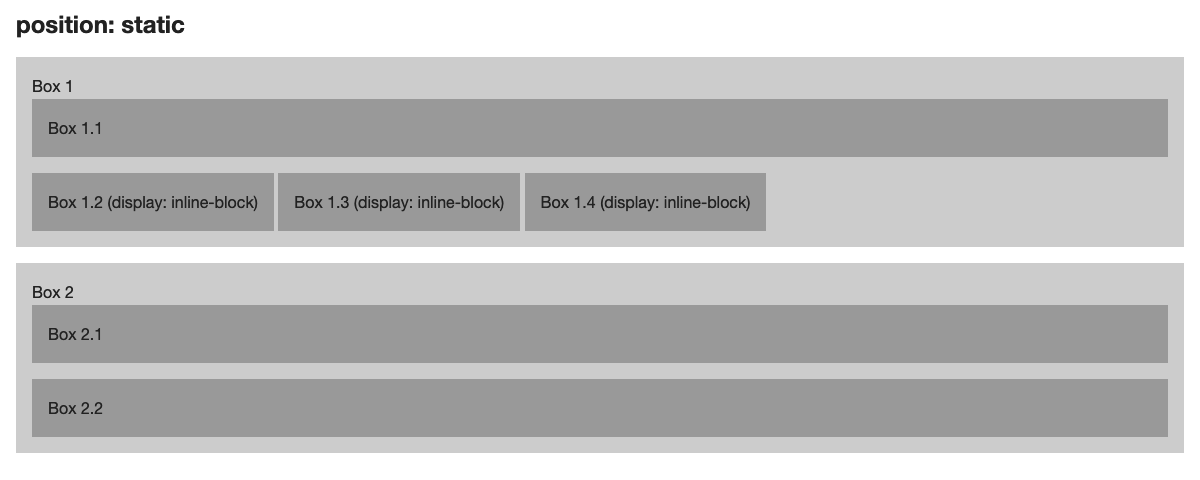 position: static
Box 1
Box 1.1
Box 1.2 (display: inline-block) Box 1.3 (display: inline-block) Box 1.4 (display: inline-block)
Box 2
Box 2.1
Box 2.2